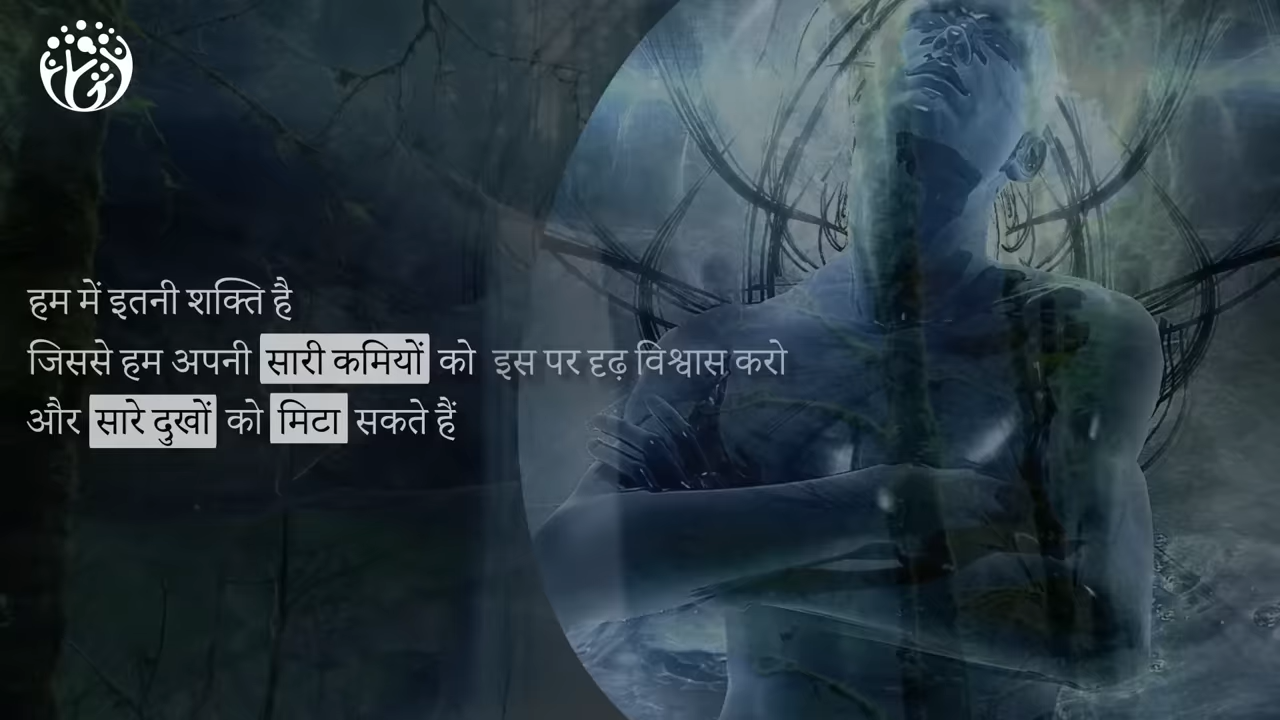 हम में इतनी शक्ति है
जिससे हम अपनी सारी कमियों को इस पर दृढ़ विश्वास करो
और सारे दुखों को मिटा सकते हैं